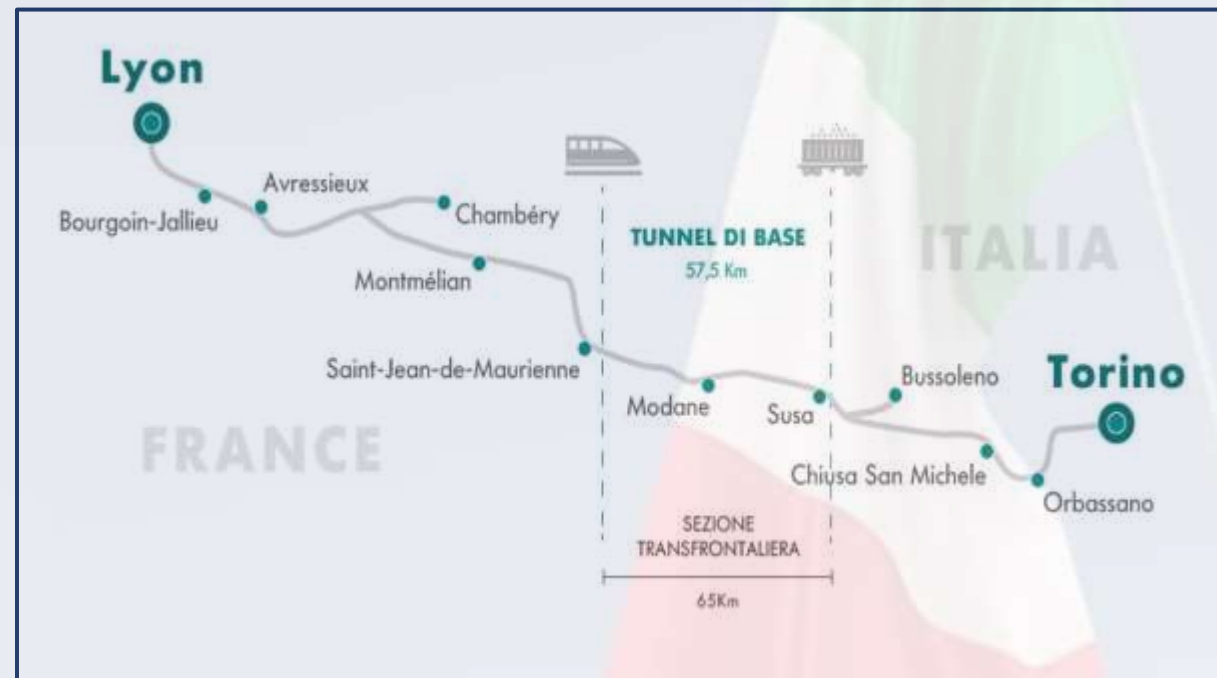 Lyon
Avressieux
Bourgoin-Jallieu
Chambéry
Montmélian
TUNNEL DI BASE
57,5 Km
ITALIA
Saint-Jean-de-Maurienne
Modane
Susa
Bussoleno
Torino
FRANCE
Chiusa San Michele
Orbassano
SEZIONE
TRANSFRONTALIERA
65Km